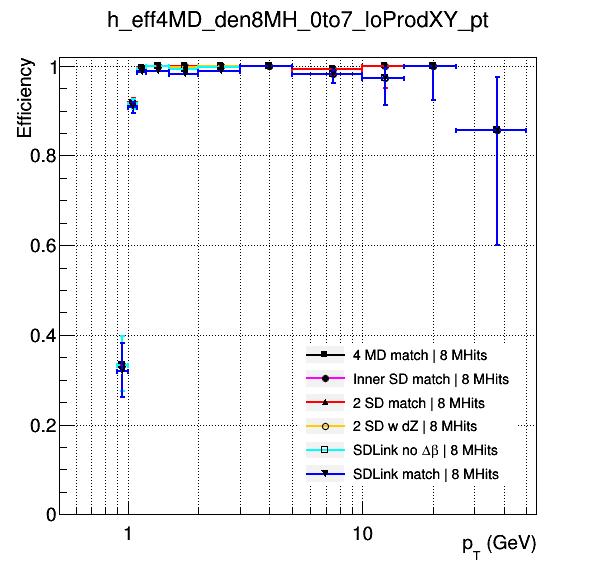 h_eff4MD_den8MH_0to7_loProdXY_pt
Efficiency
1
0.8
0.6
0.4
0.2
0
4 MD match | 8 MHits
Inner SD match | 8 MHits
2 SD match | 8 MHits
2 SD w dZ | 8 MHits
SDLink no Δβ | 8 MHits
SDLink match | 8 MHits
1
10
p_T (GeV)